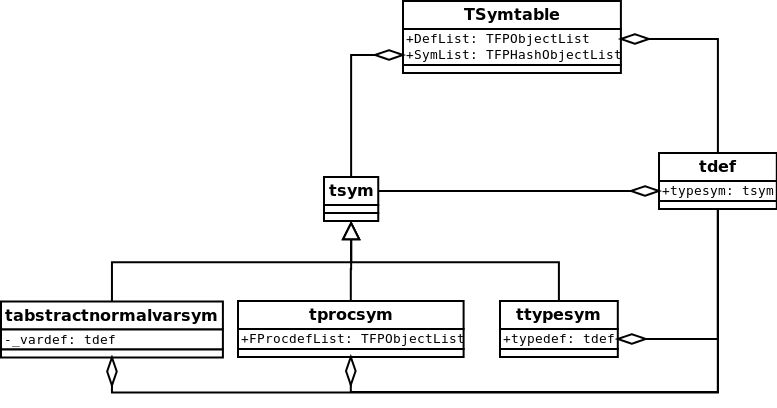 TSymtable
+DefList: TFPObjectList
+SymList: TFPHashObjectList
tdef
+typesym: tsym
tsym
tabstractnormalvarsym
-_vardef: tdef
tprocsym
+FProcdefList: TFPObjectList
ttypesym
+typedef: tdef